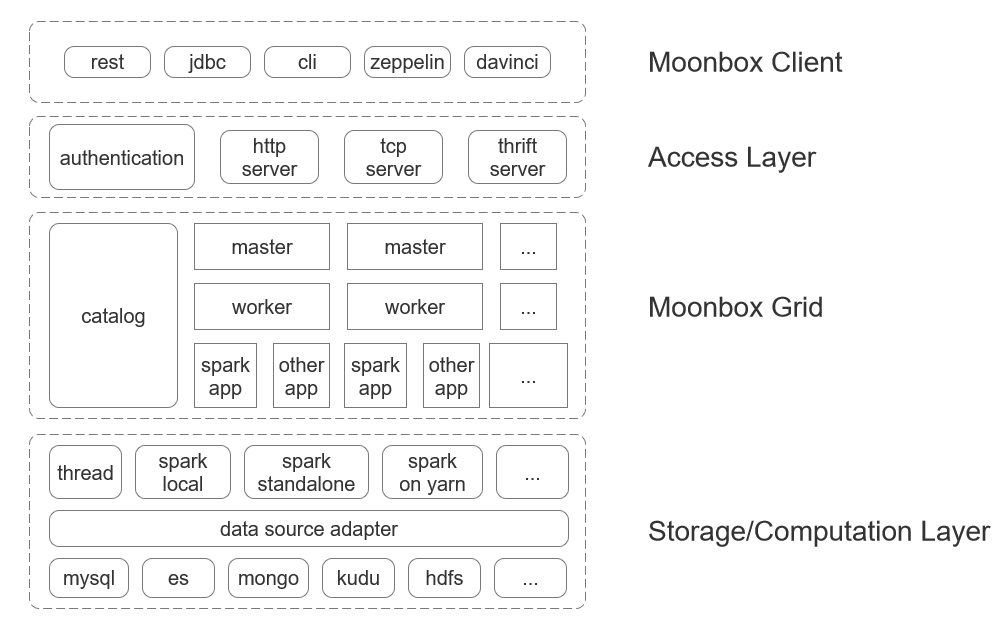 rest jdbc cli zeppelin davinci
Moonbox Client
authentication
http
server
tcp
server
thrift
server
Access Layer
catalog
master master ...
worker worker ...
spark
app
other
app
spark
app
other
app
...
Moonbox Grid
thread
spark
local
spark
standalone
spark
on yarn
...
data source adapter
mysql es mongo kudu hdfs ...
Storage/Computation Layer